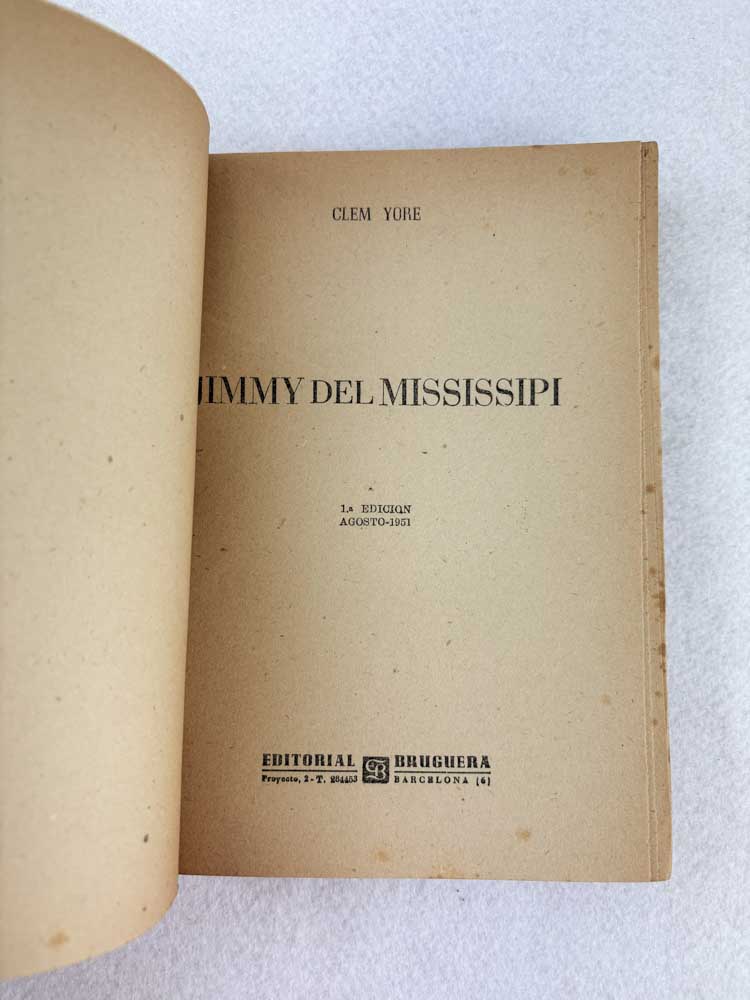 CLEM YORE
JIMMY DEL MISSISSIPI
1.a EDICION
AGOSTO-1951
EDITORIAL B BRUGUERA
Proyecto, 2 - T. 284453 BARCELONA (6)